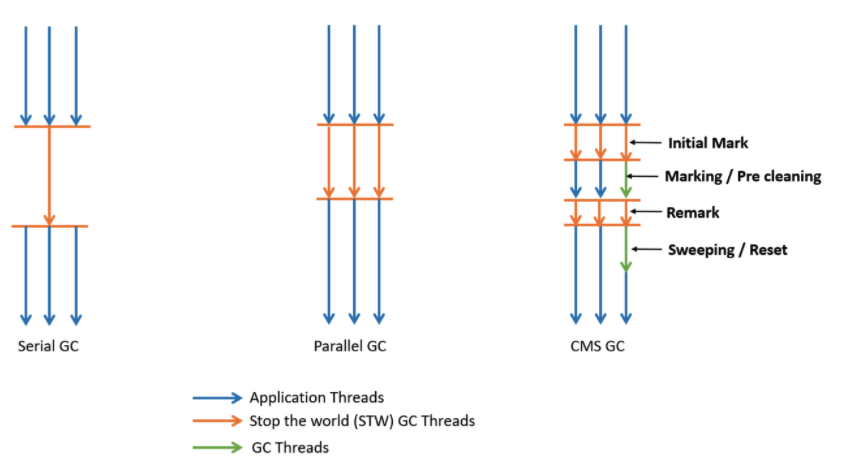 Initial Mark
Marking / Pre cleaning
Remark
Sweeping / Reset
Serial GC
Parallel GC
CMS GC
Application Threads
Stop the world (STW) GC Threads
GC Threads